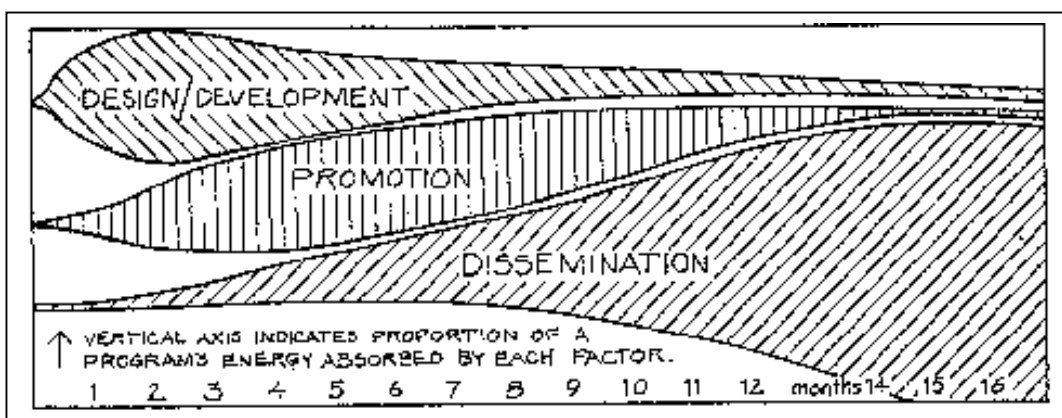 DESIGN/DEVELOPMENT
PROMOTION
DISSEMINATION
↑ VERTICAL AXIS INDICATES PROPORTION OF A
PROGRAMS ENERGY ABSORBED BY EACH FACTOR.
1 2 3 4 5 6 7 8 9 10 11 12 months 14 15 16